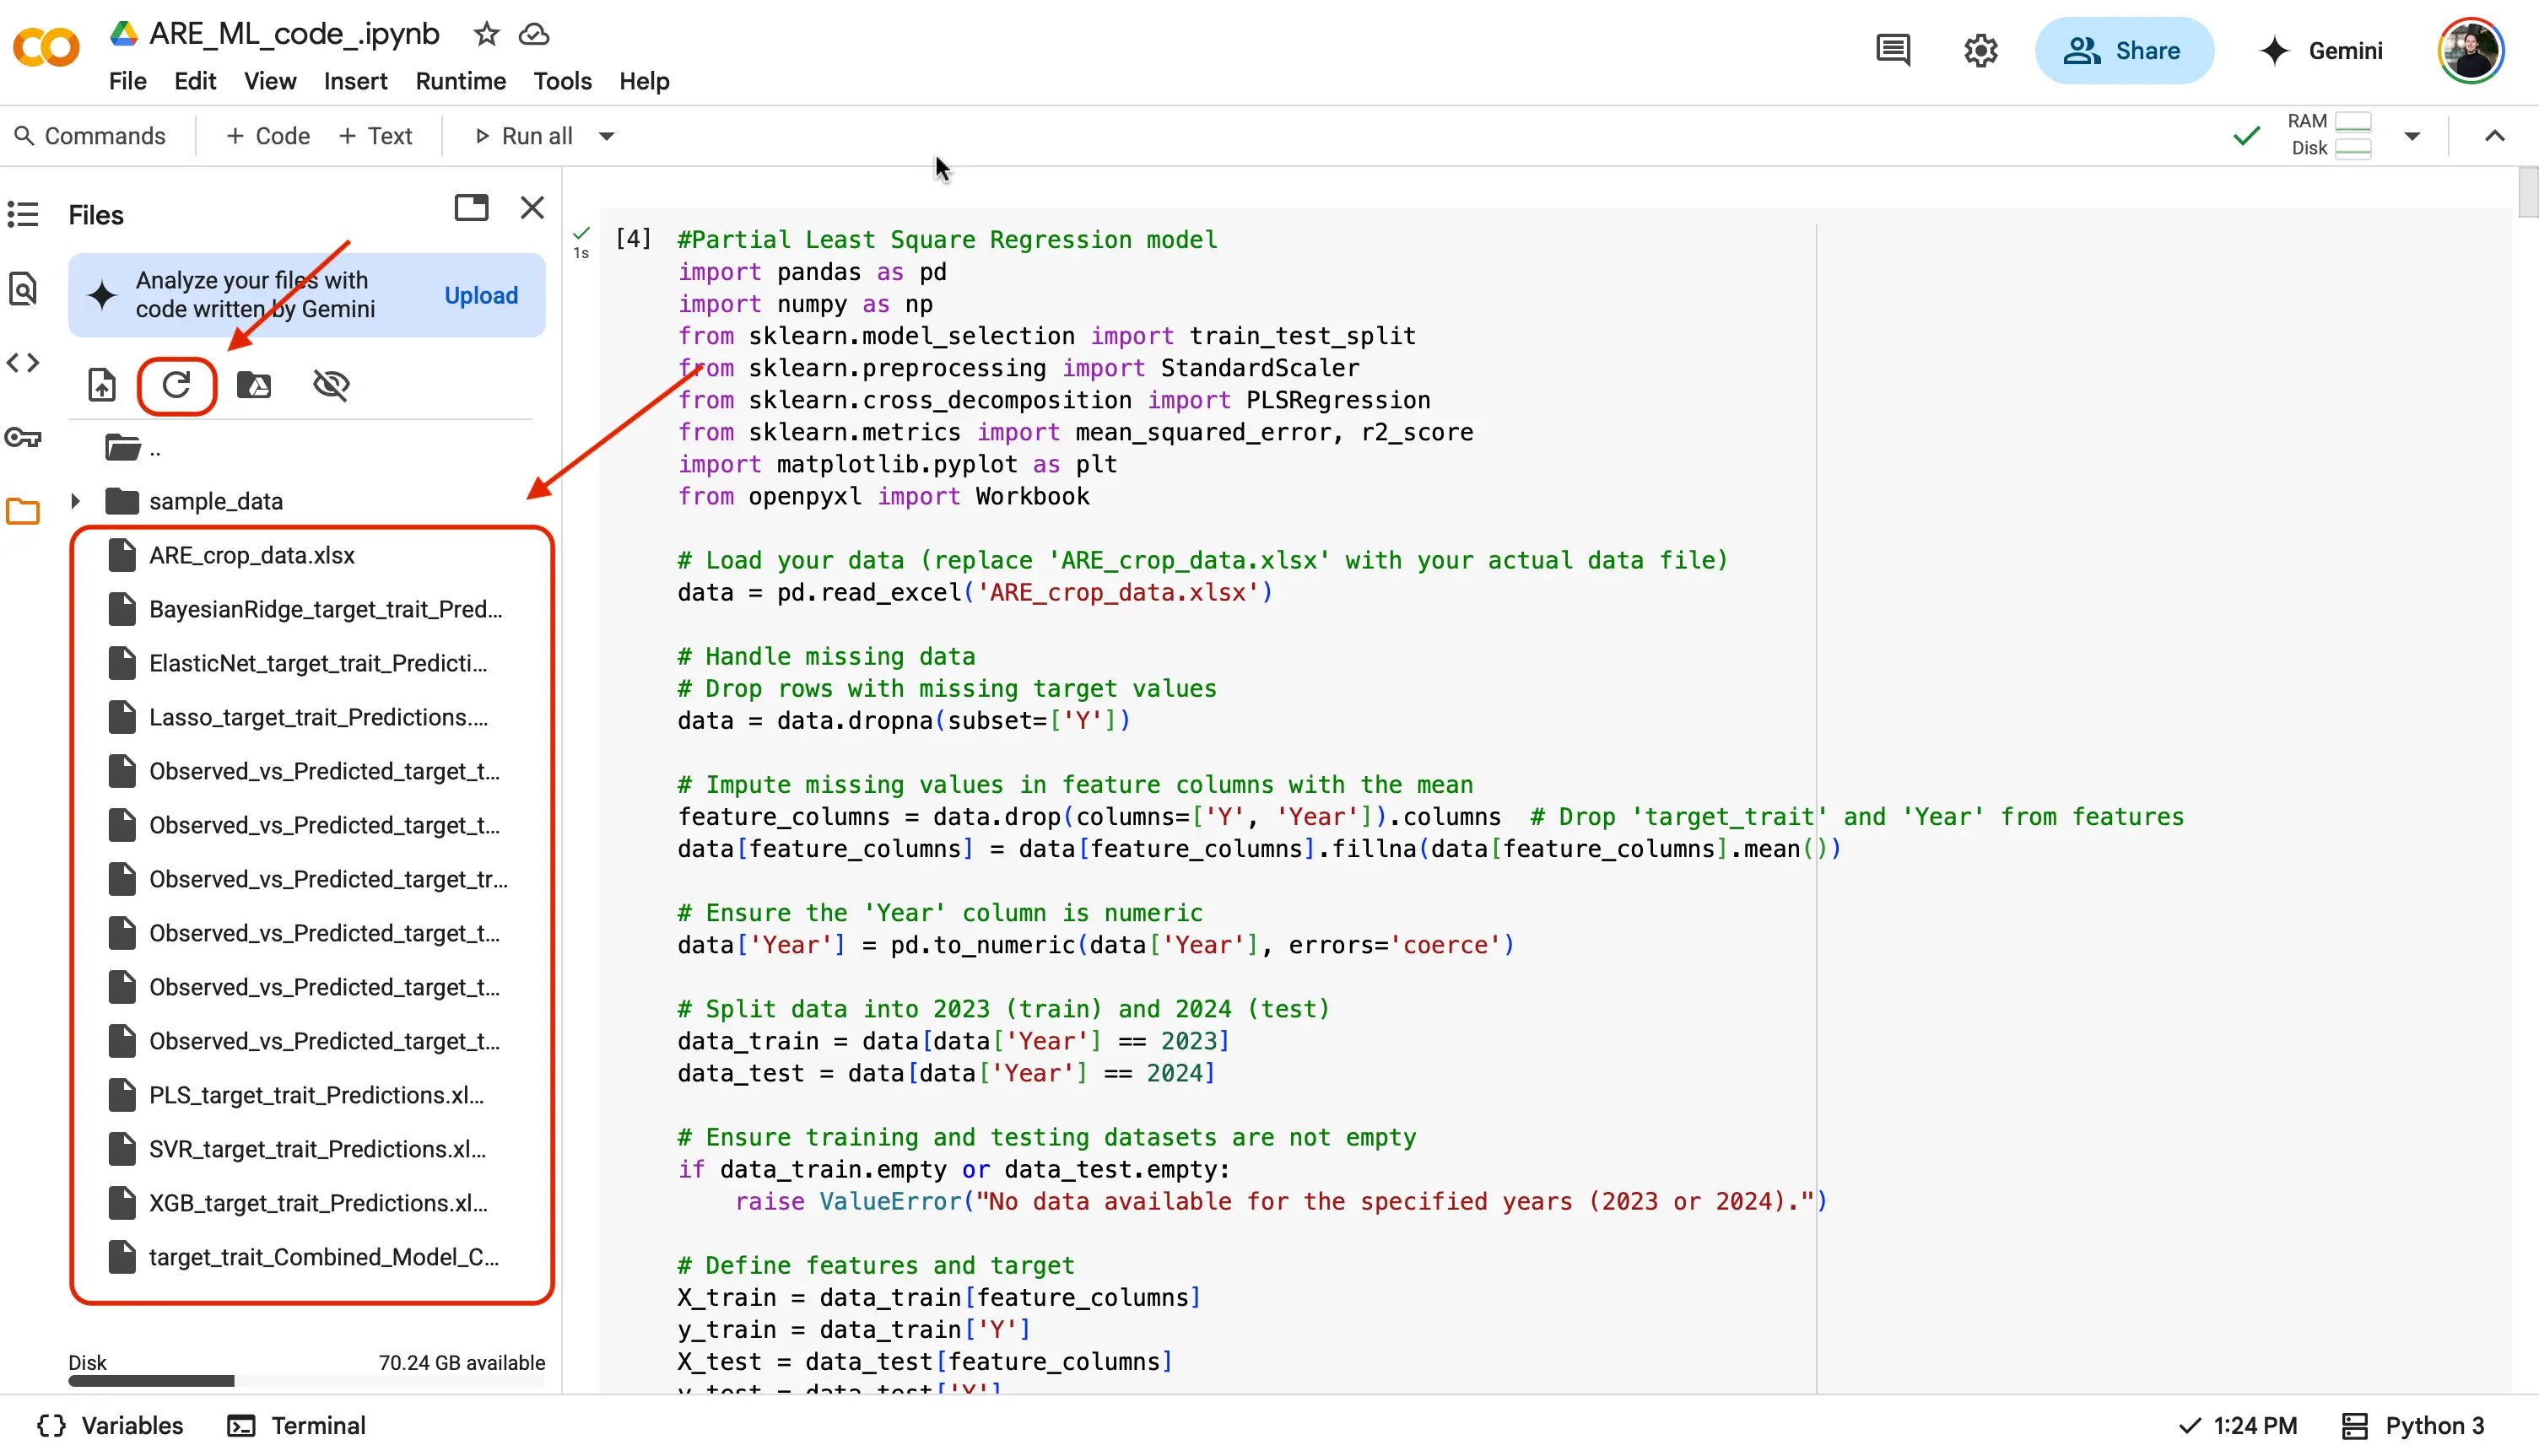 ARE_ML_code_.ipynb
File Edit View Insert Runtime Tools Help
Share
Gemini
Commands + Code + Text Run all
RAM
Disk
Files
Analyze your files with
code written by Gemini
Upload
..
sample_data
ARE_crop_data.xlsx
BayesianRidge_target_trait_Pred...
ElasticNet_target_trait_Predicti...
Lasso_target_trait_Predictions....
Observed_vs_Predicted_target_t...
Observed_vs_Predicted_target_t...
Observed_vs_Predicted_target_tr...
Observed_vs_Predicted_target_t...
Observed_vs_Predicted_target_t...
Observed_vs_Predicted_target_t...
PLS_target_trait_Predictions.xl...
SVR_target_trait_Predictions.xl...
XGB_target_trait_Predictions.xl...
target_trait_Combined_Model_C...
Disk 70.24 GB available
1s
[4] #Partial Least Square Regression model
import pandas as pd
import numpy as np
from sklearn.model_selection import train_test_split
from sklearn.preprocessing import StandardScaler
from sklearn.cross_decomposition import PLSRegression
from sklearn.metrics import mean_squared_error, r2_score
import matplotlib.pyplot as plt
from openpyxl import Workbook
# Load your data (replace 'ARE_crop_data.xlsx' with your actual data file)
data = pd.read_excel('ARE_crop_data.xlsx')
# Handle missing data
# Drop rows with missing target values
data = data.dropna(subset=['Y'])
# Impute missing values in feature columns with the mean
feature_columns = data.drop(columns=['Y', 'Year']).columns  # Drop 'target_trait' and 'Year' from features
data[feature_columns] = data[feature_columns].fillna(data[feature_columns].mean())
# Ensure the 'Year' column is numeric
data['Year'] = pd.to_numeric(data['Year'], errors='coerce')
# Split data into 2023 (train) and 2024 (test)
data_train = data[data['Year'] == 2023]
data_test = data[data['Year'] == 2024]
# Ensure training and testing datasets are not empty
if data_train.empty or data_test.empty:
    raise ValueError("No data available for the specified years (2023 or 2024).")
# Define features and target
X_train = data_train[feature_columns]
y_train = data_train['Y']
X_test = data_test[feature_columns]
y_test = data_test['Y']
{} Variables Terminal
1:24 PM Python 3